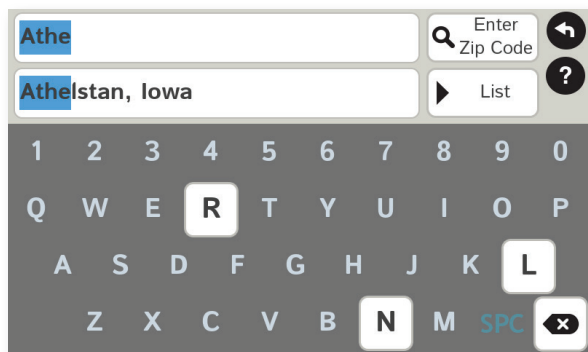 Athe
Enter
Zip Code
?
Athelstan, Iowa
List
1 2 3 4 5 6 7 8 9 0
Q W E R T Y U I O P
A S D F G H J K L
Z X C V B N M SPC